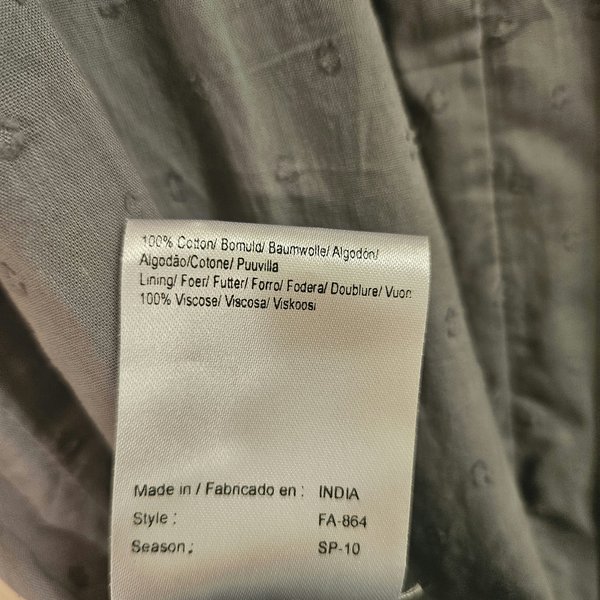 100% Cotton/ Bomuld/ Baumwolle/ Algodón/
Algodão/Cotone/ Puuvilla
Lining/ Foer/ Futter/ Forro/ Fodera/ Doublure/ Vuori
100% Viscose/ Viscosa/ Viskoosi
Made in / Fabricado en : INDIA
Style : FA-864
Season : SP-10